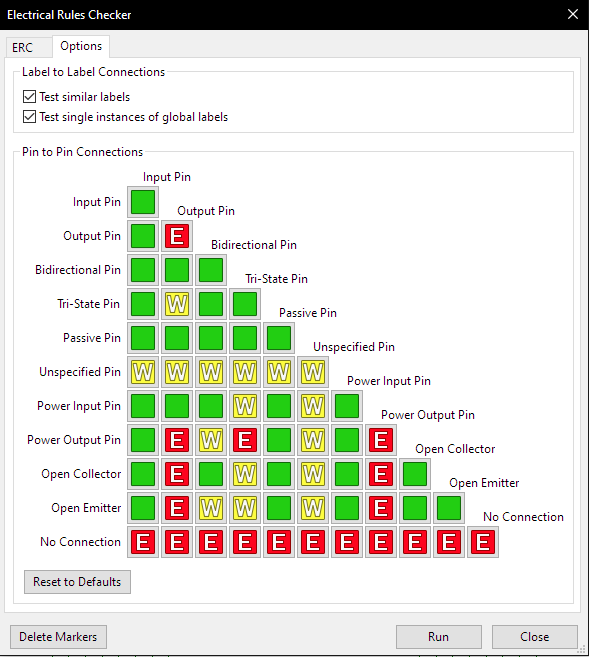 Electrical Rules Checker
ERC Options
Label to Label Connections
Test similar labels
Test single instances of global labels
Pin to Pin Connections
Input Pin
Input Pin
Output Pin
Output Pin E
Bidirectional Pin
Bidirectional Pin
Tri-State Pin
Tri-State Pin W
Passive Pin
Passive Pin
Unspecified Pin
Unspecified Pin W W W W W W
Power Input Pin
Power Input Pin W W
Power Output Pin
Power Output Pin E W E W E
Open Collector
Open Collector E W W E
Open Emitter
Open Emitter E W W W E
No Connection
No Connection E E E E E E E E E E E
Reset to Defaults
Delete Markers Run Close